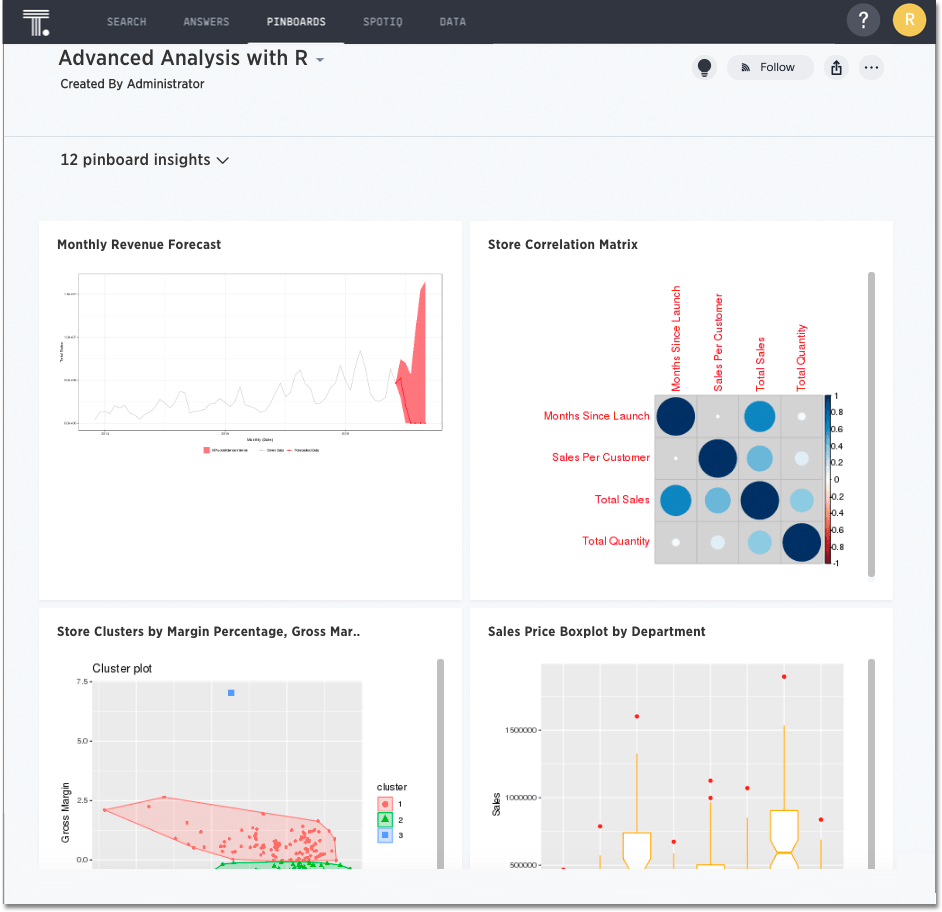 SEARCH ANSWERS PINBOARDS SPOTIQ DATA ? R
Advanced Analysis with R
Created By Administrator
Follow
12 pinboard insights
Monthly Revenue Forecast
Total Sales
Monthly (Date)
Store Correlation Matrix
Months Since Launch
Sales Per Customer
Total Sales
Total Quantity
Months Since Launch
Sales Per Customer
Total Sales
Total Quantity
1
0.8
0.6
0.4
0.2
0
-0.2
-0.4
-0.6
-0.8
-1
Store Clusters by Margin Percentage, Gross Mar..
Cluster plot
7.5
5.0
2.5
0.0
Gross Margin
cluster
1
2
3
Sales Price Boxplot by Department
1500000
1000000
500000
Sales